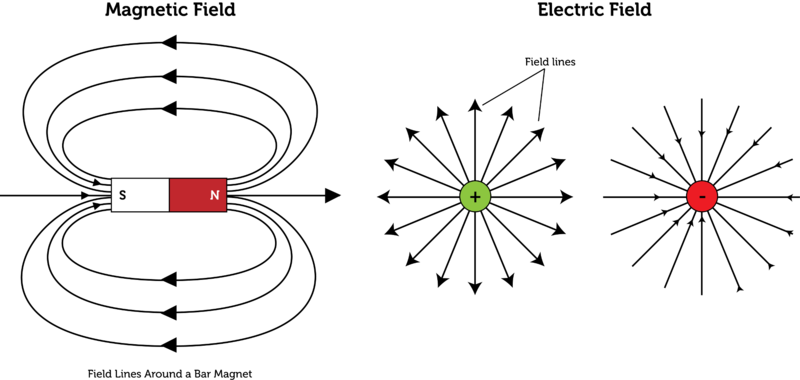 Magnetic Field
Electric Field
Field lines
S
N
+
-
Field Lines Around a Bar Magnet